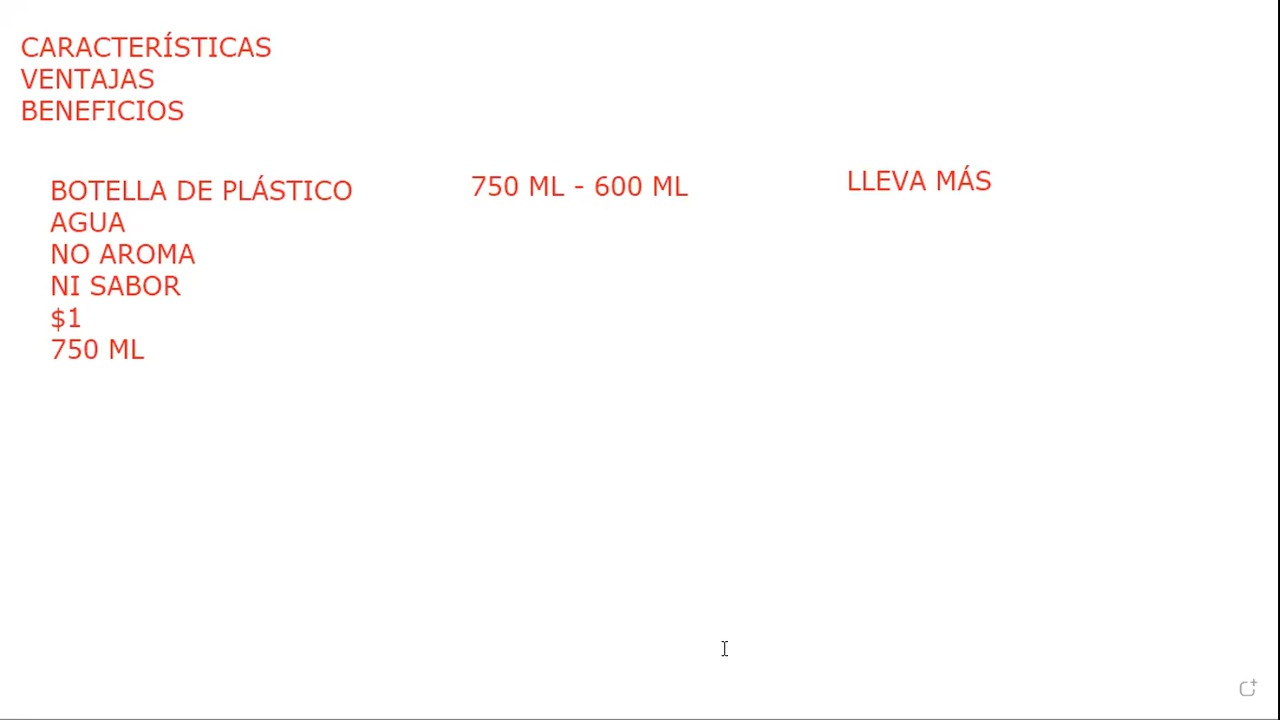 CARACTERÍSTICAS
VENTAJAS
BENEFICIOS
BOTELLA DE PLÁSTICO
AGUA
NO AROMA
NI SABOR
$1
750 ML
750 ML - 600 ML
LLEVA MÁS